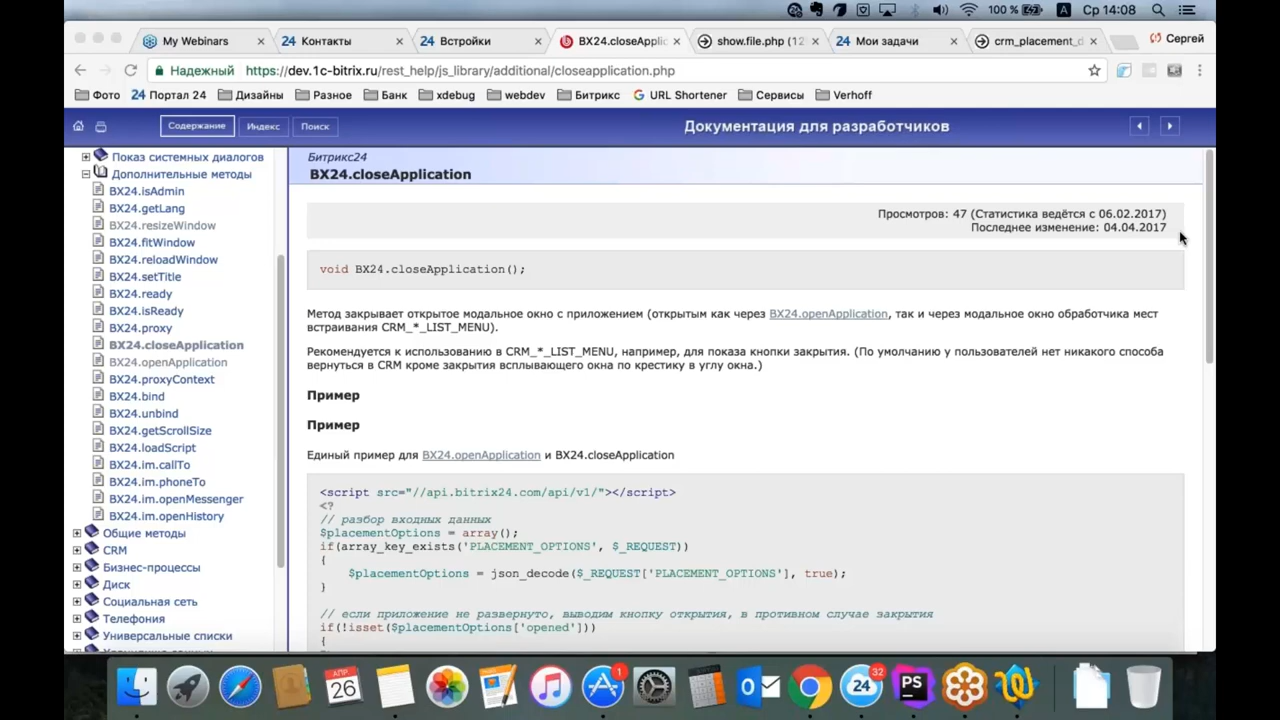 100 %
A
Ср 14:08
My Webinars
24 Контакты
24 Встройки
BX24.closeApplic
show.file.php (12
24 Мои задачи
crm_placement_d
Сергей
Надежный
https://dev.1c-bitrix.ru/rest_help/js_library/additional/closeapplication.php
Фото
24 Портал 24
Дизайны
Разное
Банк
xdebug
webdev
Битрикс
G URL Shortener
Сервисы
Verhoff
Содержание
Индекс
Поиск
Документация для разработчиков
Показ системных диалогов
Дополнительные методы
BX24.isAdmin
BX24.getLang
BX24.resizeWindow
BX24.fitWindow
BX24.reloadWindow
BX24.setTitle
BX24.ready
BX24.isReady
BX24.proxy
BX24.closeApplication
BX24.openApplication
BX24.proxyContext
BX24.bind
BX24.unbind
BX24.getScrollSize
BX24.loadScript
BX24.im.callTo
BX24.im.phoneTo
BX24.im.openMessenger
BX24.im.openHistory
Общие методы
CRM
Бизнес-процессы
Диск
Социальная сеть
Телефония
Универсальные списки
Битрикс24
BX24.closeApplication
Просмотров: 47 (Статистика ведётся с 06.02.2017)
Последнее изменение: 04.04.2017
void BX24.closeApplication();
Метод закрывает открытое модальное окно с приложением (открытым как через BX24.openApplication, так и через модальное окно обработчика мест
встраивания CRM_*_LIST_MENU).
Рекомендуется к использованию в CRM_*_LIST_MENU, например, для показа кнопки закрытия. (По умолчанию у пользователей нет никакого способа
вернуться в CRM кроме закрытия всплывающего окна по крестику в углу окна.)
Пример
Пример
Единый пример для BX24.openApplication и BX24.closeApplication
<script src="//api.bitrix24.com/api/v1/"></script>
<?
// разбор входных данных
$placementOptions = array();
if(array_key_exists('PLACEMENT_OPTIONS', $_REQUEST))
{
$placementOptions = json_decode($_REQUEST['PLACEMENT_OPTIONS'], true);
}
// если приложение не развернуто, выводим кнопку открытия, в противном случае закрытия
if(!isset($placementOptions['opened']))
{
АПР
26
1
24
32
PS